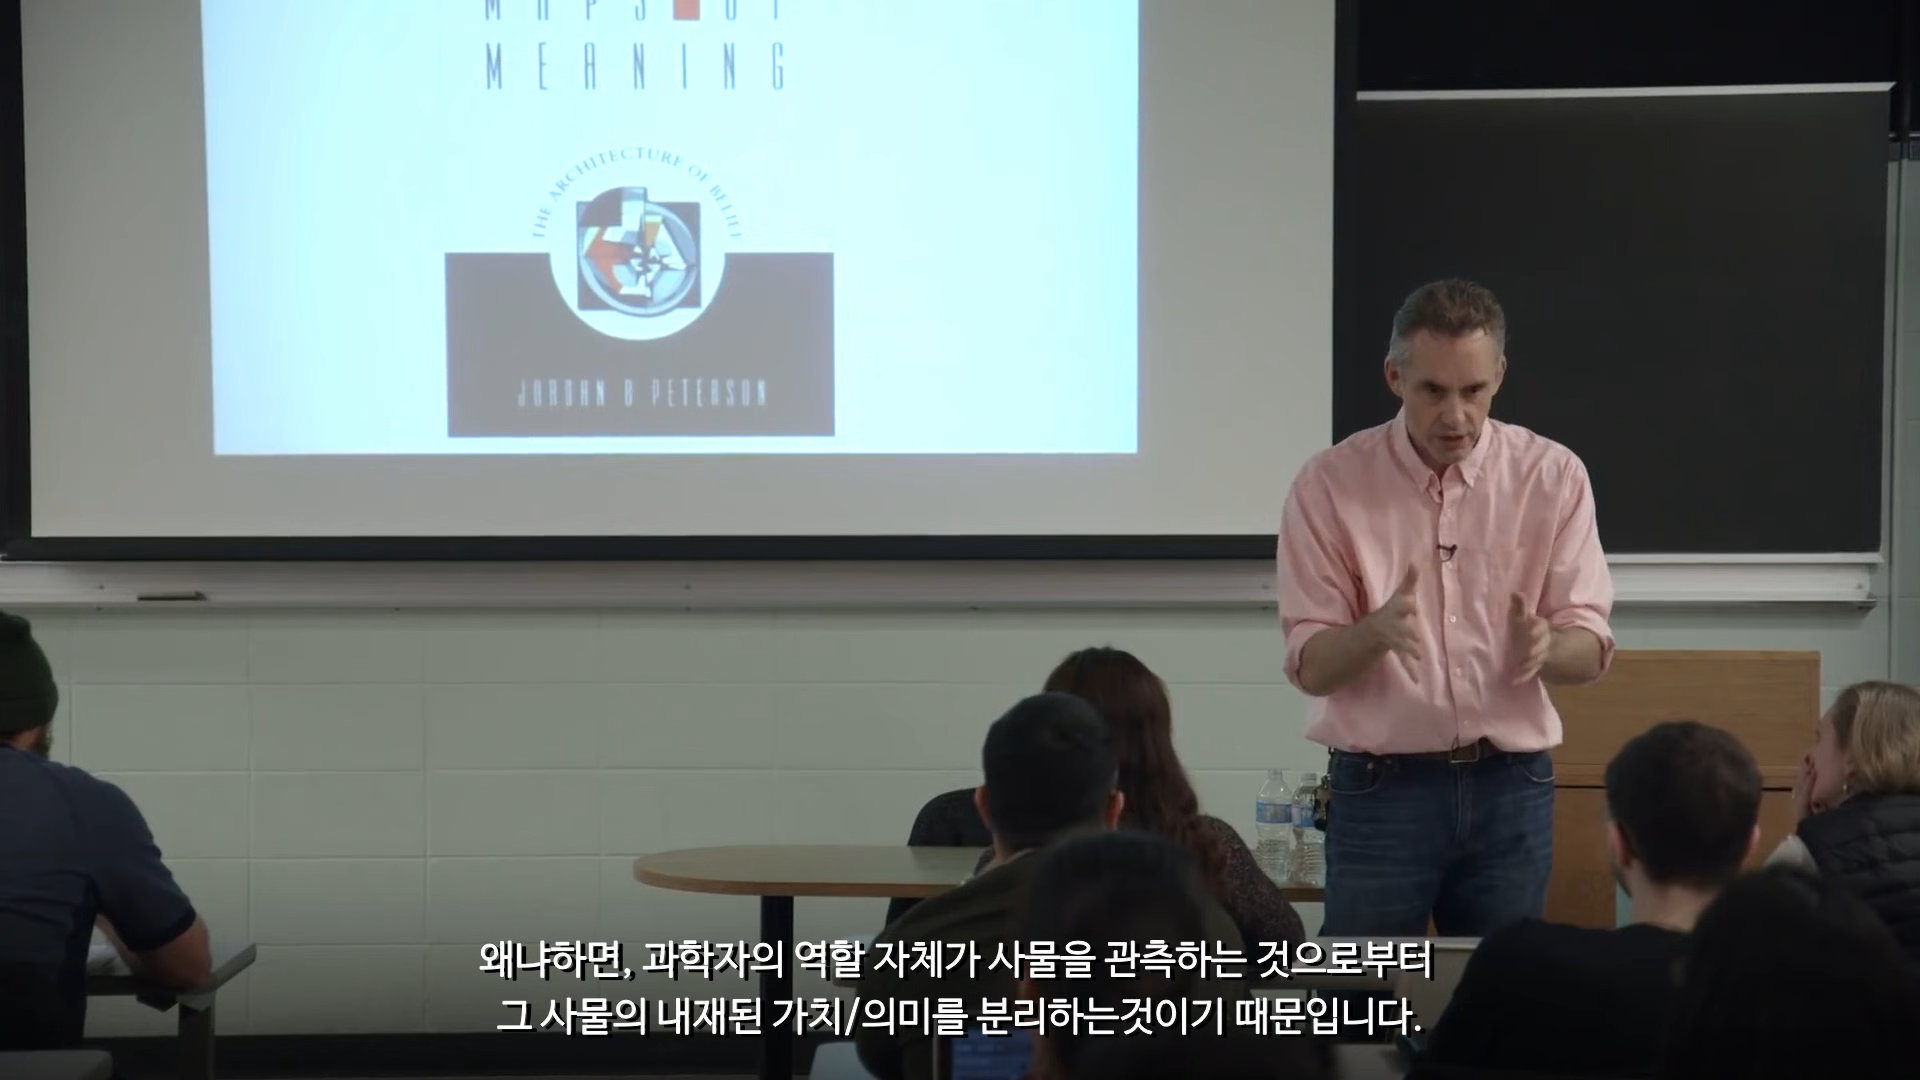 MAPS OF
MEANING
THE ARCHITECTURE OF BELIEF
JORDAN B PETERSON
왜냐하면, 과학자의 역할 자체가 사물을 관측하는 것으로부터
그 사물의 내재된 가치/의미를 분리하는것이기 때문입니다.